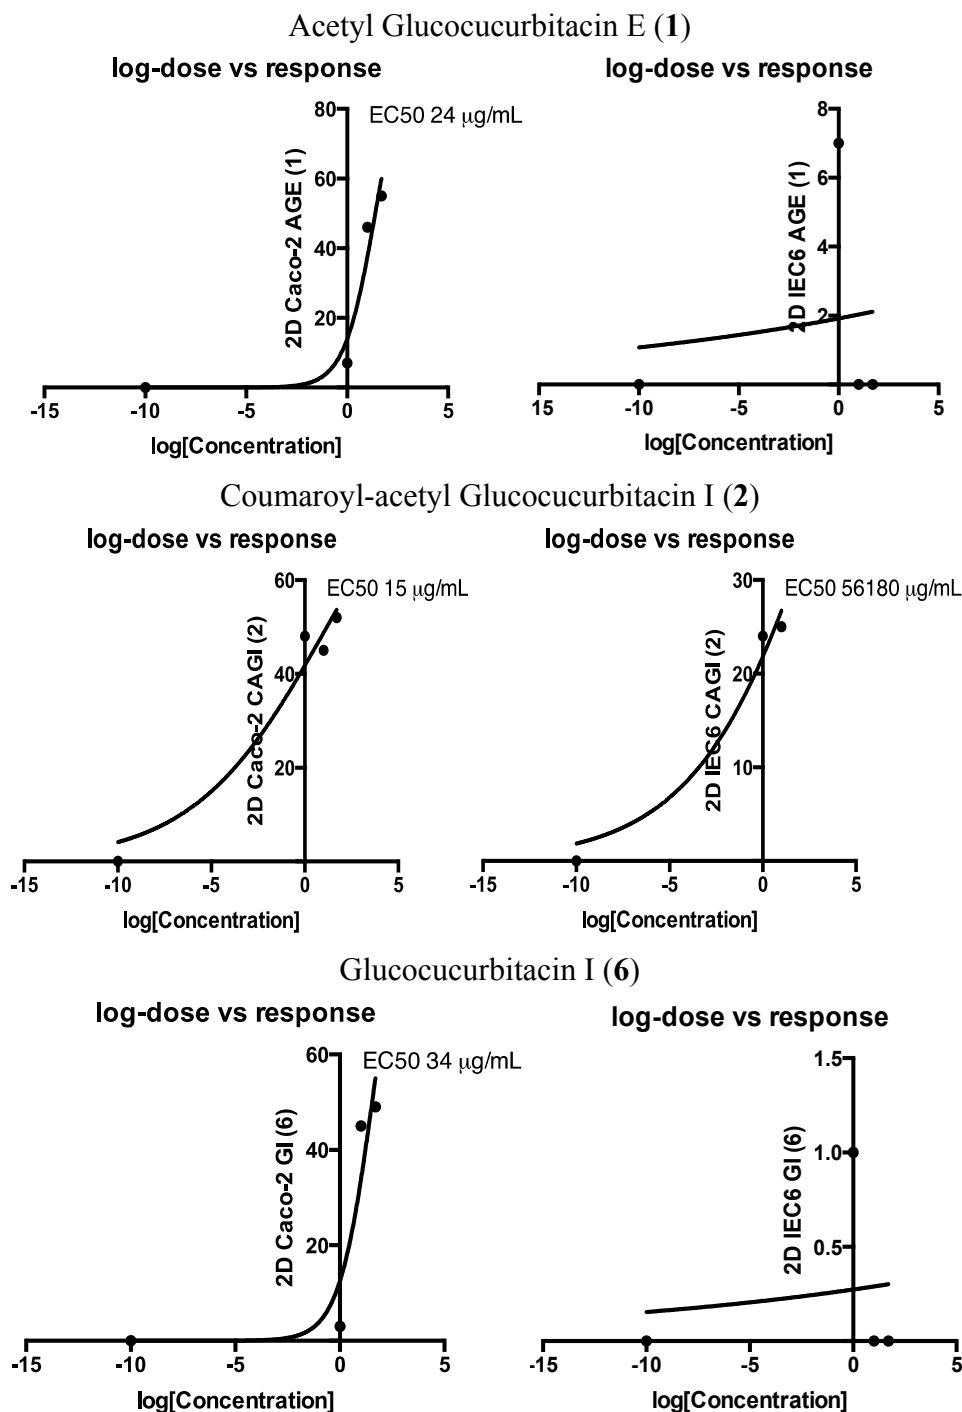 Acetyl Glucocucurbitacin E (1)
log-dose vs response
EC50 24 µg/mL
2D Caco-2 AGE (1)
80
60
40
20
-15 -10 -5 0 5
log[Concentration]
log-dose vs response
2D IEC6 AGE (1)
8
6
4
2
15 -10 -5 0 5
log[Concentration]
Coumaroyl-acetyl Glucocucurbitacin I (2)
log-dose vs response
EC50 15 µg/mL
2D Caco-2 CAGI (2)
60
40
20
-15 -10 -5 0 5
log[Concentration]
log-dose vs response
EC50 56180 µg/mL
2D IEC6 CAGI (2)
30
20
10
-15 -10 -5 0 5
log[Concentration]
Glucocucurbitacin I (6)
log-dose vs response
EC50 34 µg/mL
2D Caco-2 GI (6)
60
40
20
-15 -10 -5 0 5
log[Concentration]
log-dose vs response
2D IEC6 GI (6)
1.5
1.0
0.5
-15 -10 -5 0 5
log[Concentration]